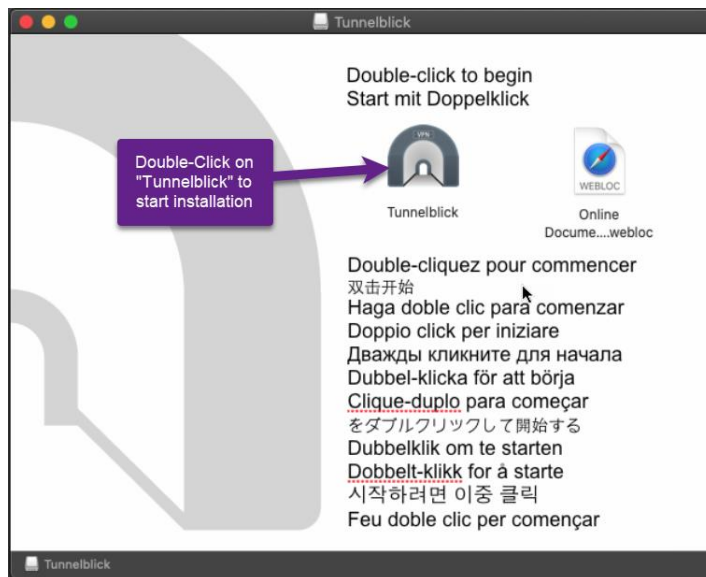 Tunnelblick
Double-click to begin
Start mit Doppelklick
VPN
Double-Click on
"Tunnelblick" to
start installation
WEBLOC
Tunnelblick
Online
Docume....webloc
Double-cliquez pour commencer
双击开始
Haga doble clic para comenzar
Doppio click per iniziare
Дважды кликните для начала
Dubbel-klicka för att börja
Clique-duplo para começar
をダブルクリックして開始する
Dubbelklik om te starten
Dobbelt-klikk for å starte
시작하려면 이중 클릭
Feu doble clic per començar
Tunnelblick